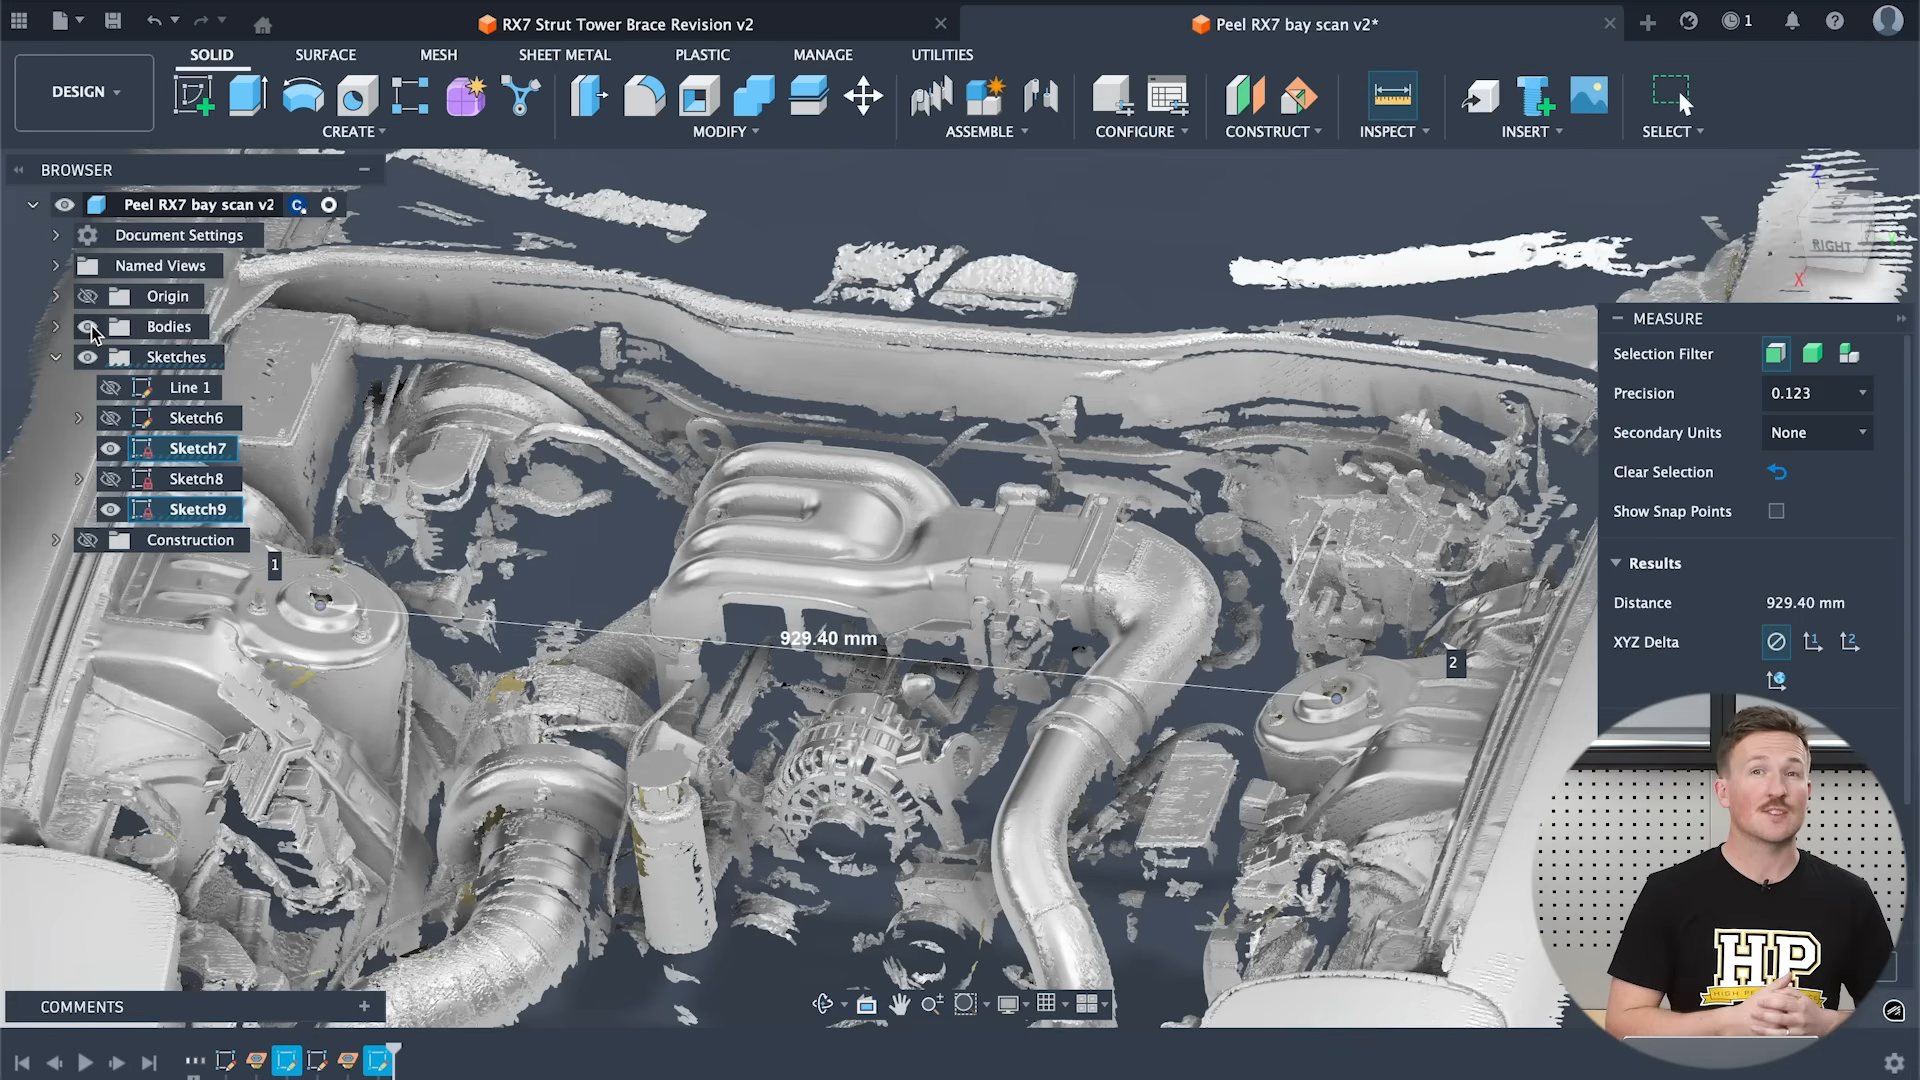 RX7 Strut Tower Brace Revision v2
Peel RX7 bay scan v2*
1
DESIGN
SOLID
SURFACE
MESH
SHEET METAL
PLASTIC
MANAGE
UTILITIES
CREATE
MODIFY
ASSEMBLE
CONFIGURE
CONSTRUCT
INSPECT
INSERT
SELECT
BROWSER
Peel RX7 bay scan v2
Document Settings
Named Views
Origin
Bodies
Sketches
Line 1
Sketch6
Sketch7
Sketch8
Sketch9
Construction
1
929.40 mm
2
Z
RIGHT
X
MEASURE
Selection Filter
Precision 0.123
Secondary Units None
Clear Selection
Show Snap Points
Results
Distance 929.40 mm
XYZ Delta 1 2
HP
COMMENTS